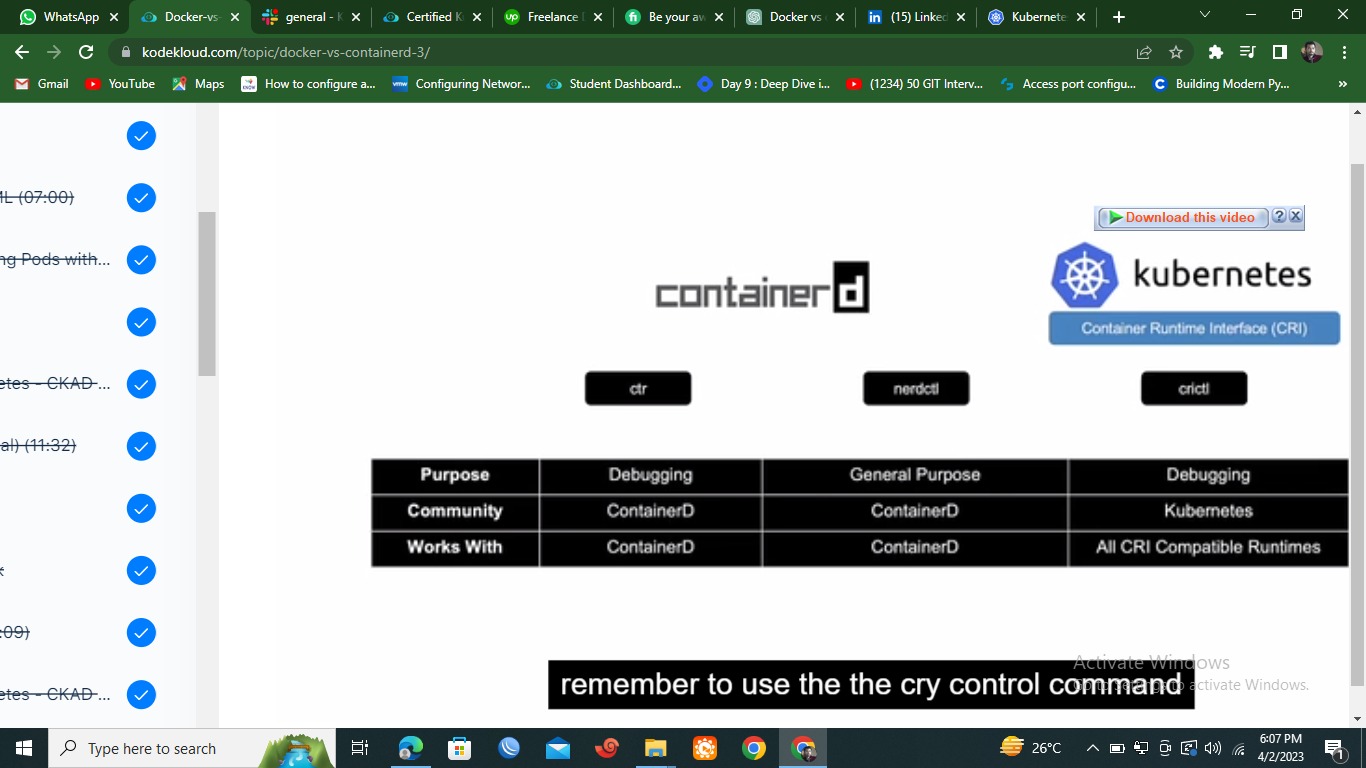 WhatsApp
Docker-vs-
general - K
Certified K
Freelance
Be your aw
Docker vs
(15) Linked
Kubernete
kodekloud.com/topic/docker-vs-containerd-3/
Gmail
YouTube
Maps
How to configure a...
vmw
Configuring Networ...
Student Dashboard...
Day 9 : Deep Dive i...
(1234) 50 GIT Interv...
Access port configu...
Building Modern Py...
»
ML (07:00)
ng Pods with...
etes - CKAD ...
al) (11:32)
:09)
etes - CKAD ...
Download this video ? X
containerd
kubernetes
Container Runtime Interface (CRI)
ctr nerdctl crictl
Purpose Debugging General Purpose Debugging
Community ContainerD ContainerD Kubernetes
Works With ContainerD ContainerD All CRI Compatible Runtimes
remember to use the the cry control command
Activate Windows
Go to Settings to activate Windows.
Type here to search
26°C
6:07 PM
4/2/2023
1